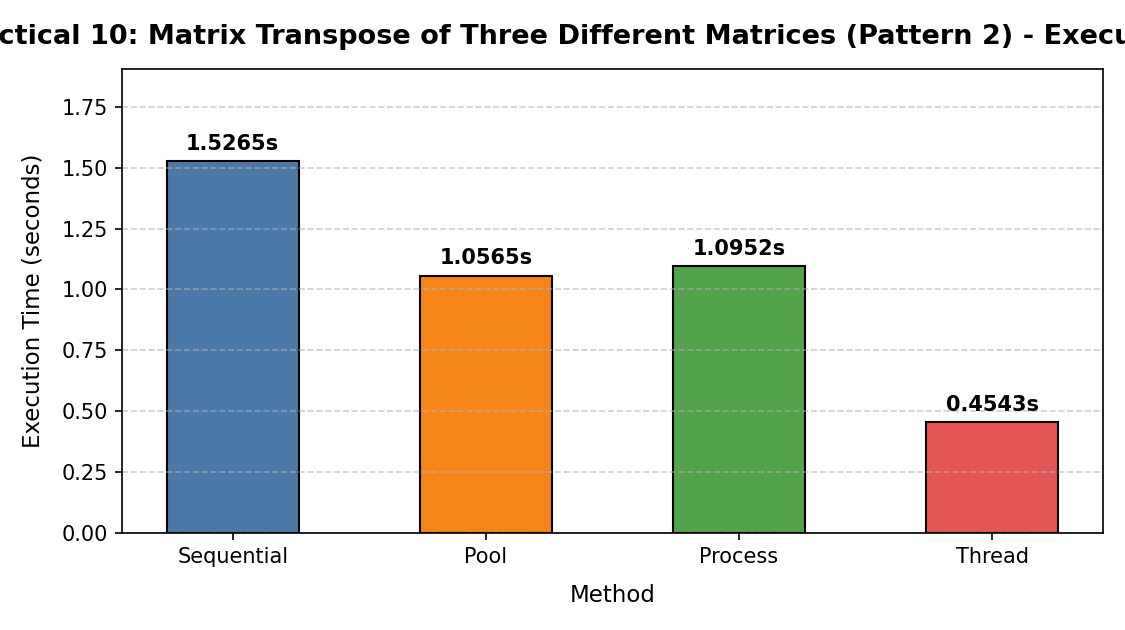 ctical 10: Matrix Transpose of Three Different Matrices (Pattern 2) - Execu
1.75
1.50
1.25
1.00
0.75
0.50
0.25
0.00
Execution Time (seconds)
1.5265s
1.0565s
1.0952s
0.4543s
Sequential
Pool
Process
Thread
Method